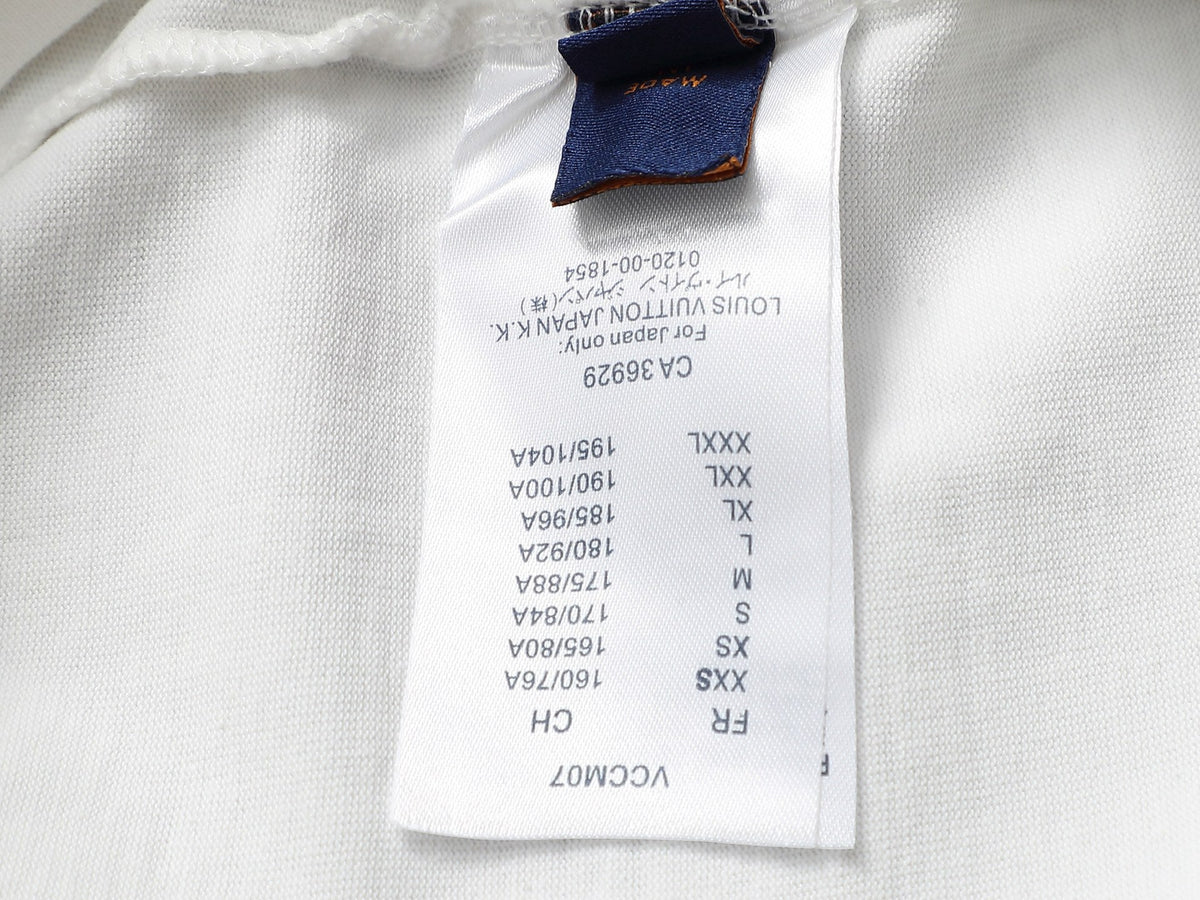 MADE
VCCM07
FR CH
XXS 160/76A
XS 165/80A
S 170/84A
M 175/88A
L 180/92A
XL 185/96A
XXL 190/100A
XXXL 195/104A
CA 36929
For Japan only:
LOUIS VUITTON JAPAN K.K.
ルイ・ヴィトン ジャパン(株)
0120-00-1854